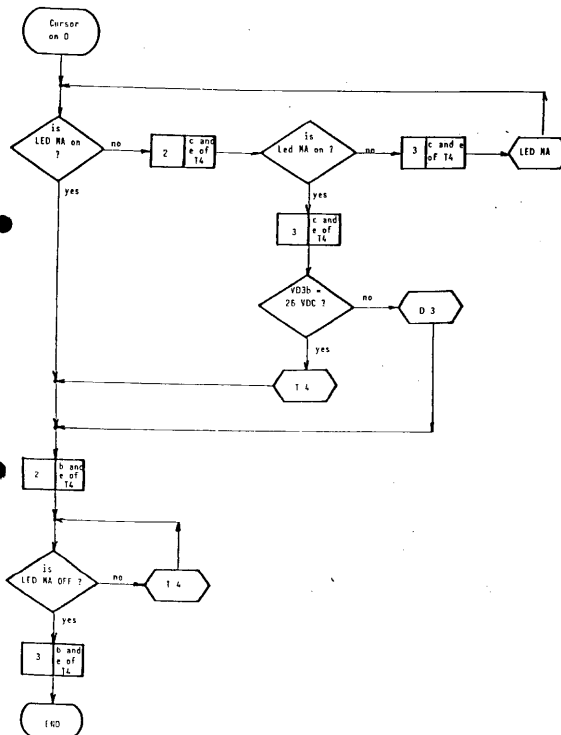 Cursor
on 0
is
LED MA on
?
no
2
c and
e of
T4
is
Led MA on ?
no
3
c and e
of T4
LED MA
yes
yes
3
c and
e of
T4
VD3b =
26 VDC ?
no
D 3
yes
T 4
2
b and
e of
T4
is
LED MA OFF ?
no
T 4
yes
3
b and
e of
T4
END